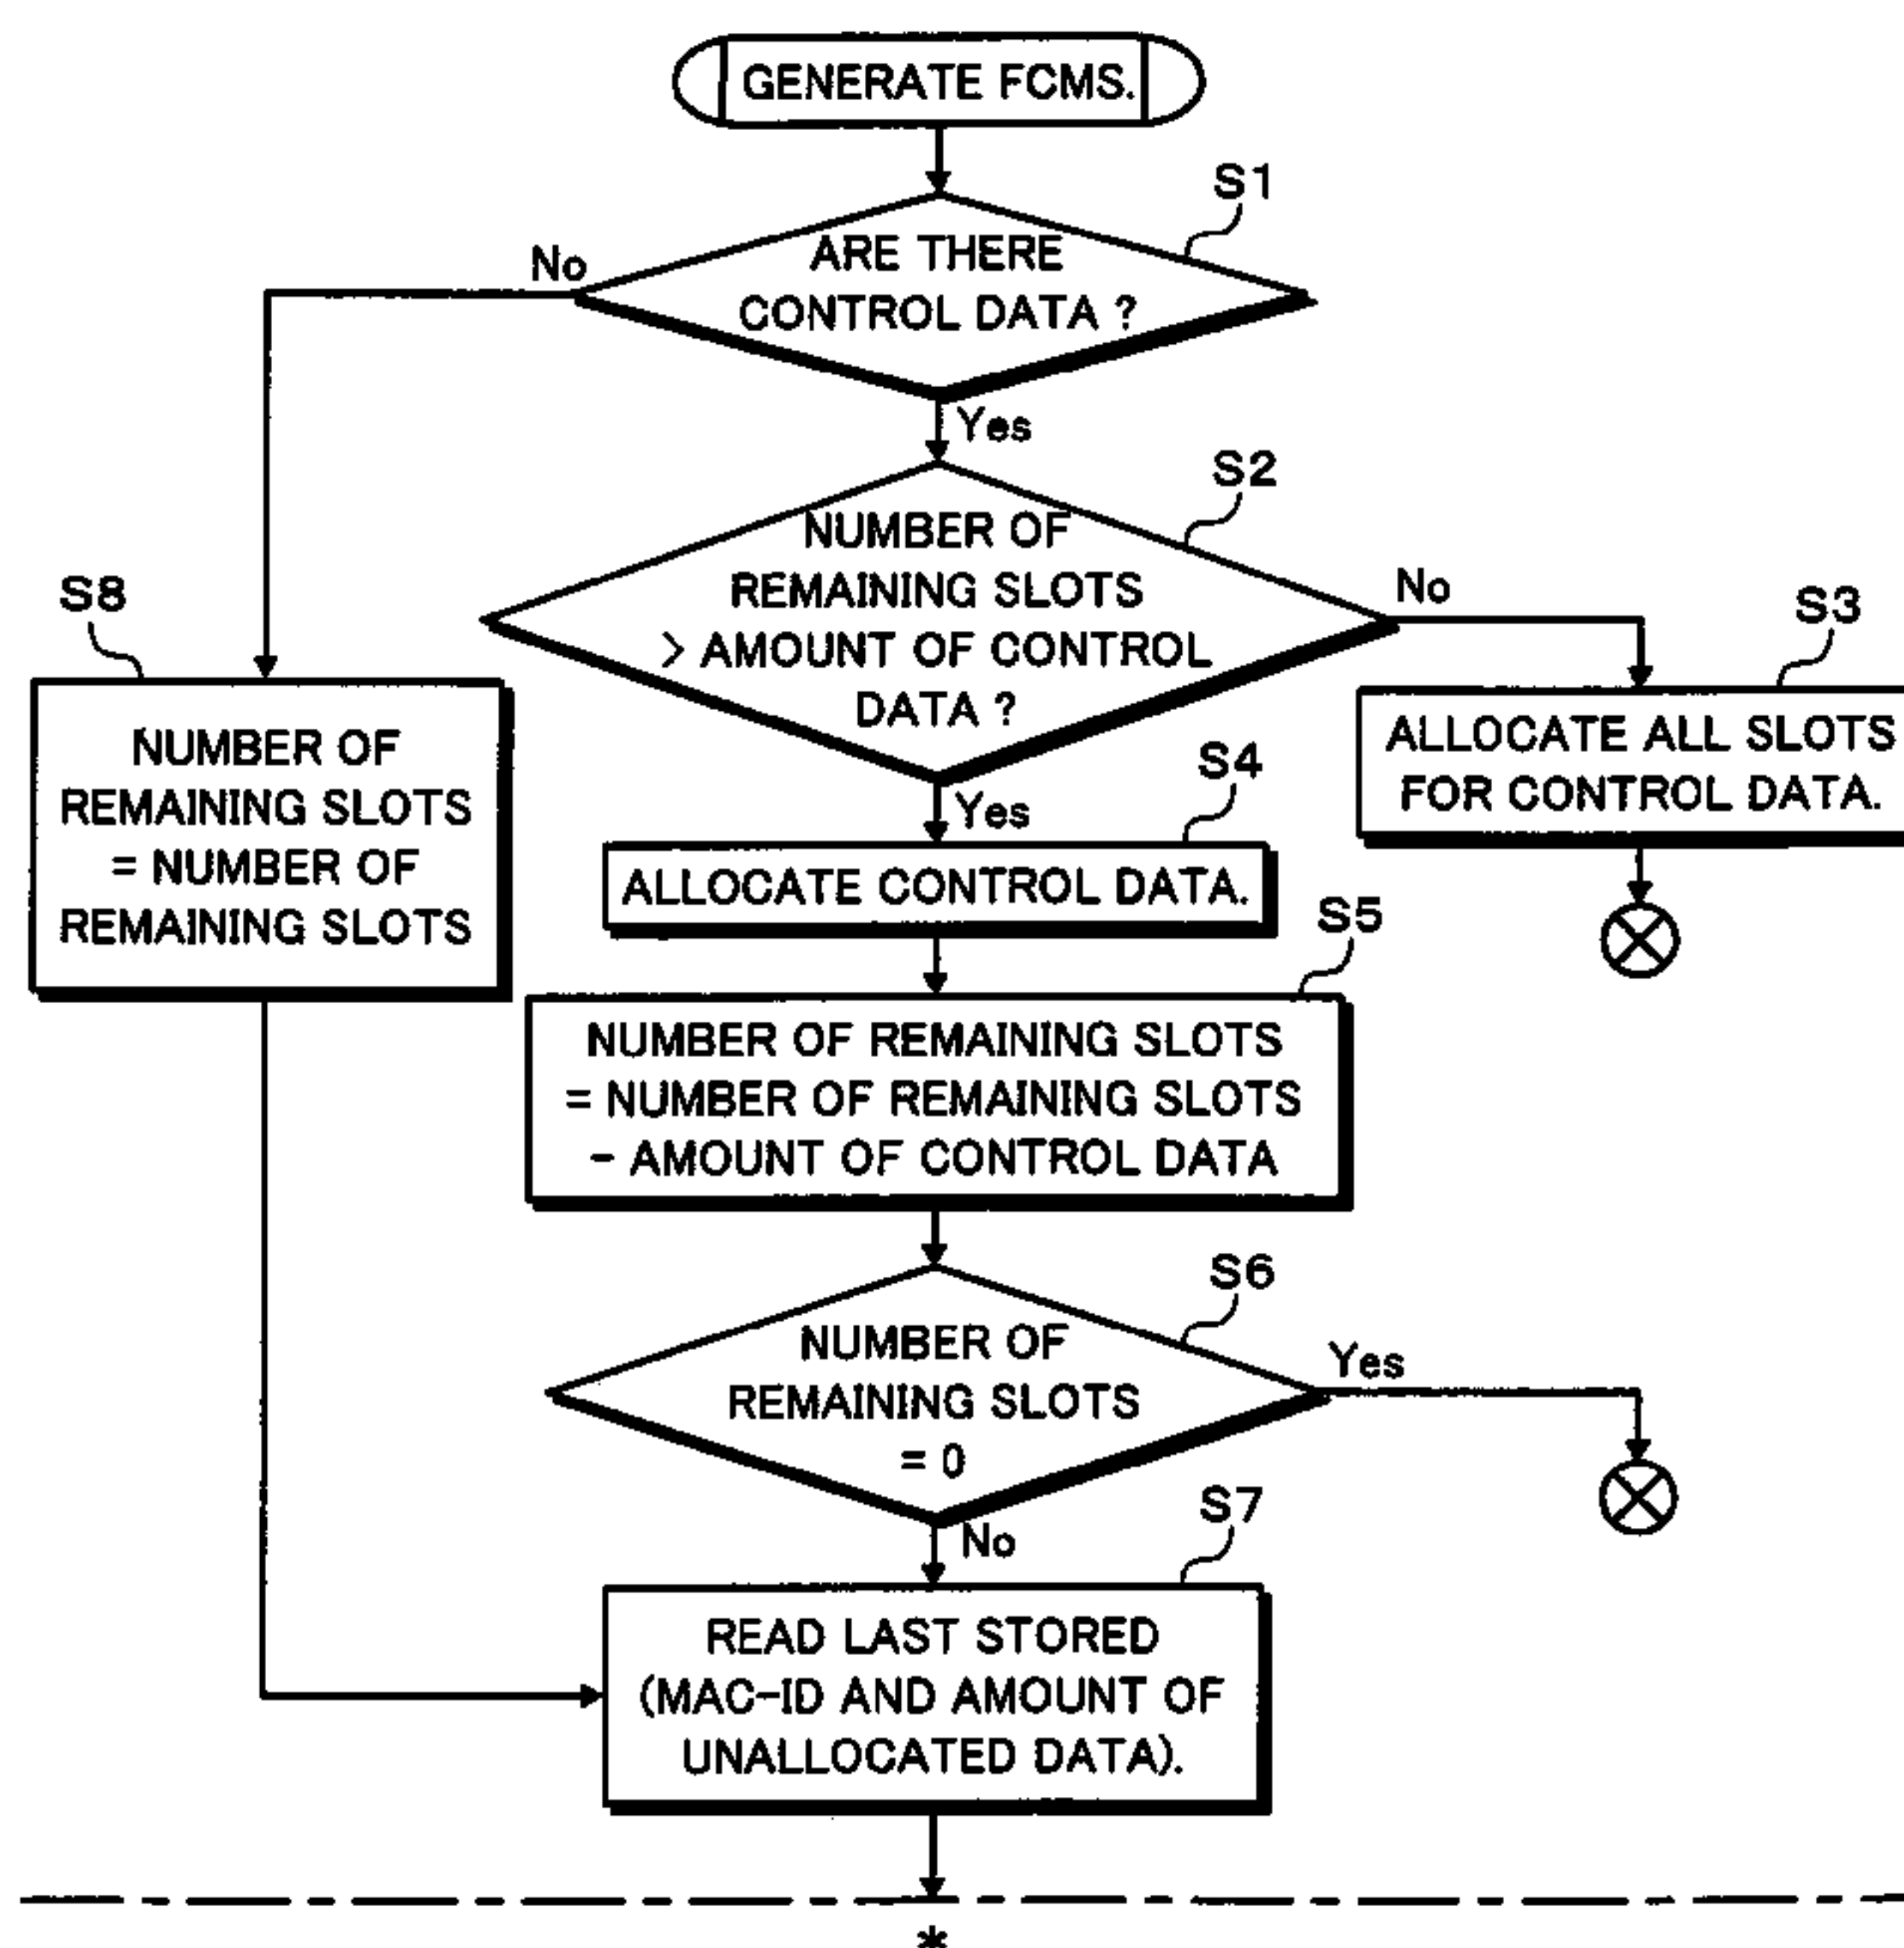 GENERATE FCMS.
S1
ARE THERE
CONTROL DATA ?
No
Yes
S2
NUMBER OF
REMAINING SLOTS
> AMOUNT OF CONTROL
DATA ?
No
S3
ALLOCATE ALL SLOTS
FOR CONTROL DATA.
S8
NUMBER OF
REMAINING SLOTS
= NUMBER OF
REMAINING SLOTS
Yes
S4
ALLOCATE CONTROL DATA.
S5
NUMBER OF REMAINING SLOTS
= NUMBER OF REMAINING SLOTS
- AMOUNT OF CONTROL DATA
S6
NUMBER OF
REMAINING SLOTS
= 0
Yes
No
S7
READ LAST STORED
(MAC-ID AND AMOUNT OF
UNALLOCATED DATA).
*